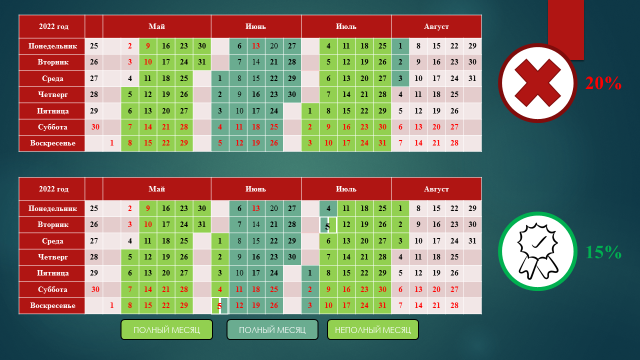 2022 год Май Июнь Июль Август
Понедельник 25 2 9 16 23 30 6 13 20 27 4 11 18 25 1 8 15 22 29
Вторник 26 3 10 17 24 31 7 14 21 28 5 12 19 26 2 9 16 23 30
Среда 27 4 11 18 25 1 8 15 22 29 6 13 20 27 3 10 17 24 31
Четверг 28 5 12 19 26 2 9 16 23 30 7 14 21 28 4 11 18 25
Пятница 29 6 13 20 27 3 10 17 24 1 8 15 22 29 5 12 19 26
Суббота 30 7 14 21 28 4 11 18 25 2 9 16 23 30 6 13 20 27
Воскресенье 1 8 15 22 29 5 12 19 26 3 10 17 24 31 7 14 21 28
20%
2022 год Май Июнь Июль Август
Понедельник 25 2 9 16 23 30 6 13 20 27 4 11 18 25 1 8 15 22 29
Вторник 26 3 10 17 24 31 7 14 21 28 5 12 19 26 2 9 16 23 30
Среда 27 4 11 18 25 1 8 15 22 29 6 13 20 27 3 10 17 24 31
Четверг 28 5 12 19 26 2 9 16 23 30 7 14 21 28 4 11 18 25
Пятница 29 6 13 20 27 3 10 17 24 1 8 15 22 29 5 12 19 26
Суббота 30 7 14 21 28 4 11 18 25 2 9 16 23 30 6 13 20 27
Воскресенье 1 8 15 22 29 5 12 19 26 3 10 17 24 31 7 14 21 28
15%
ПОЛНЫЙ МЕСЯЦ ПОЛНЫЙ МЕСЯЦ НЕПОЛНЫЙ МЕСЯЦ